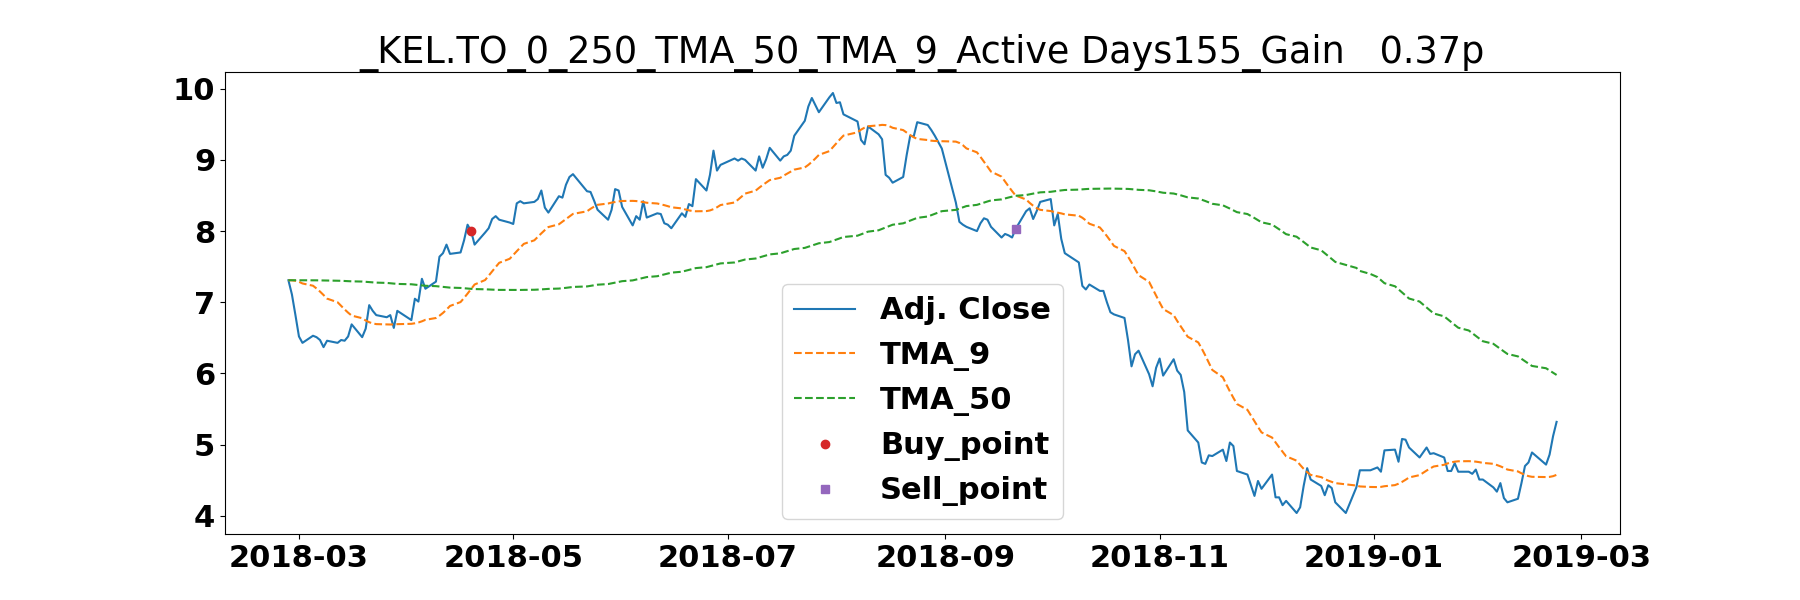 _KEL.TO_0_250_TMA_50_TMA_9_Active Days155_Gain   0.37p
10
9
8
7
6
5
4
Adj. Close
TMA_9
TMA_50
Buy_point
Sell_point
2018-03 2018-05 2018-07 2018-09 2018-11 2019-01 2019-03